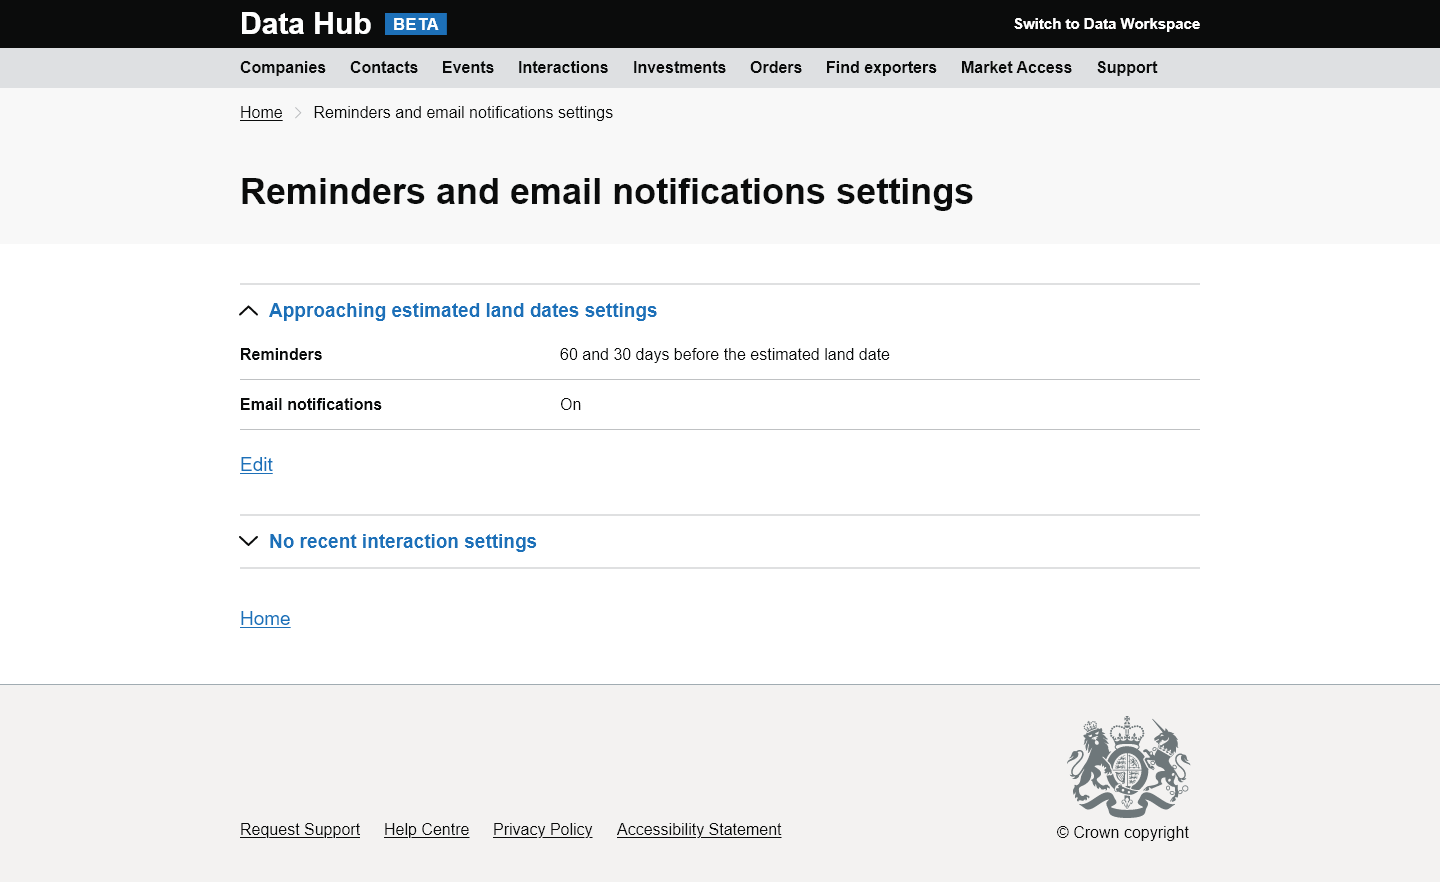 Data Hub BETA Switch to Data Workspace
Companies Contacts Events Interactions Investments Orders Find exporters Market Access Support
Home Reminders and email notifications settings
Reminders and email notifications settings
Approaching estimated land dates settings
Reminders 60 and 30 days before the estimated land date
Email notifications On
Edit
No recent interaction settings
Home
Request Support Help Centre Privacy Policy Accessibility Statement
© Crown copyright